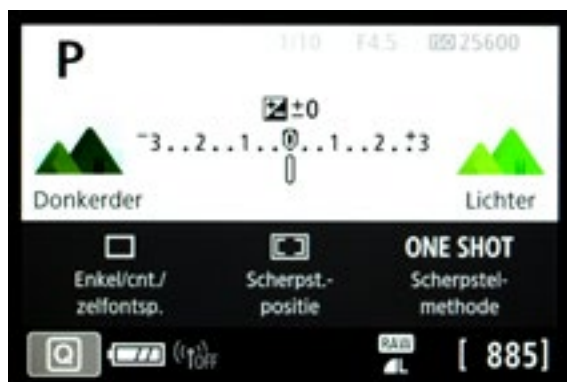 P 1/10 F4.5 ISO 25600
±0
-3..2..1..0..1..2..+3
Donkerder Lichter
ONE SHOT
Enkel/cnt./ Scherpst.- Scherpstel-
zelfontsp. positie methode
Q OFF RAW L [ 885]